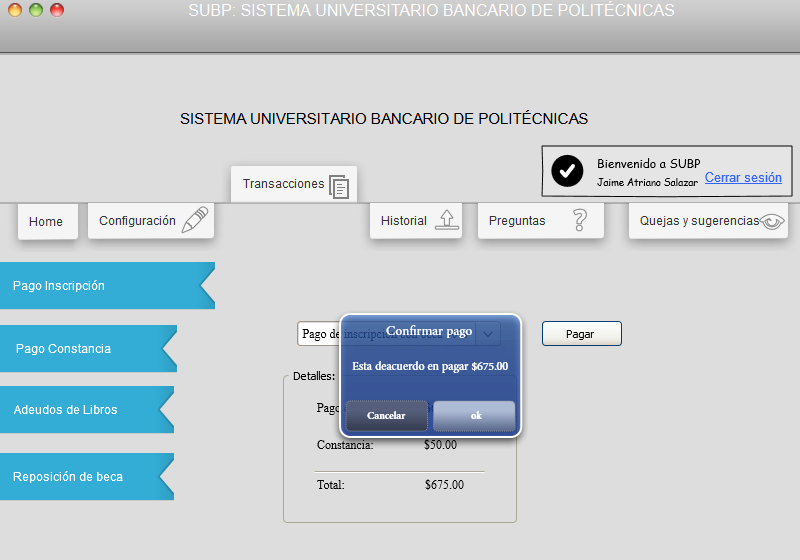 SUBP: SISTEMA UNIVERSITARIO BANCARIO DE POLITÉCNICAS
SISTEMA UNIVERSITARIO BANCARIO DE POLITÉCNICAS
Bienvenido a SUBP
Jaime Atriano Salazar
Cerrar sesión
Transacciones
Home
Configuración
Historial
Preguntas
Quejas y sugerencias
Pago Inscripción
Pago Constancia
Adeudos de Libros
Reposición de beca
Pago de inscripción con beca
Pagar
Confirmar pago
Esta deacuerdo en pagar $675.00
Cancelar
ok
Detalles:
Pago
Constancia: $50.00
Total: $675.00